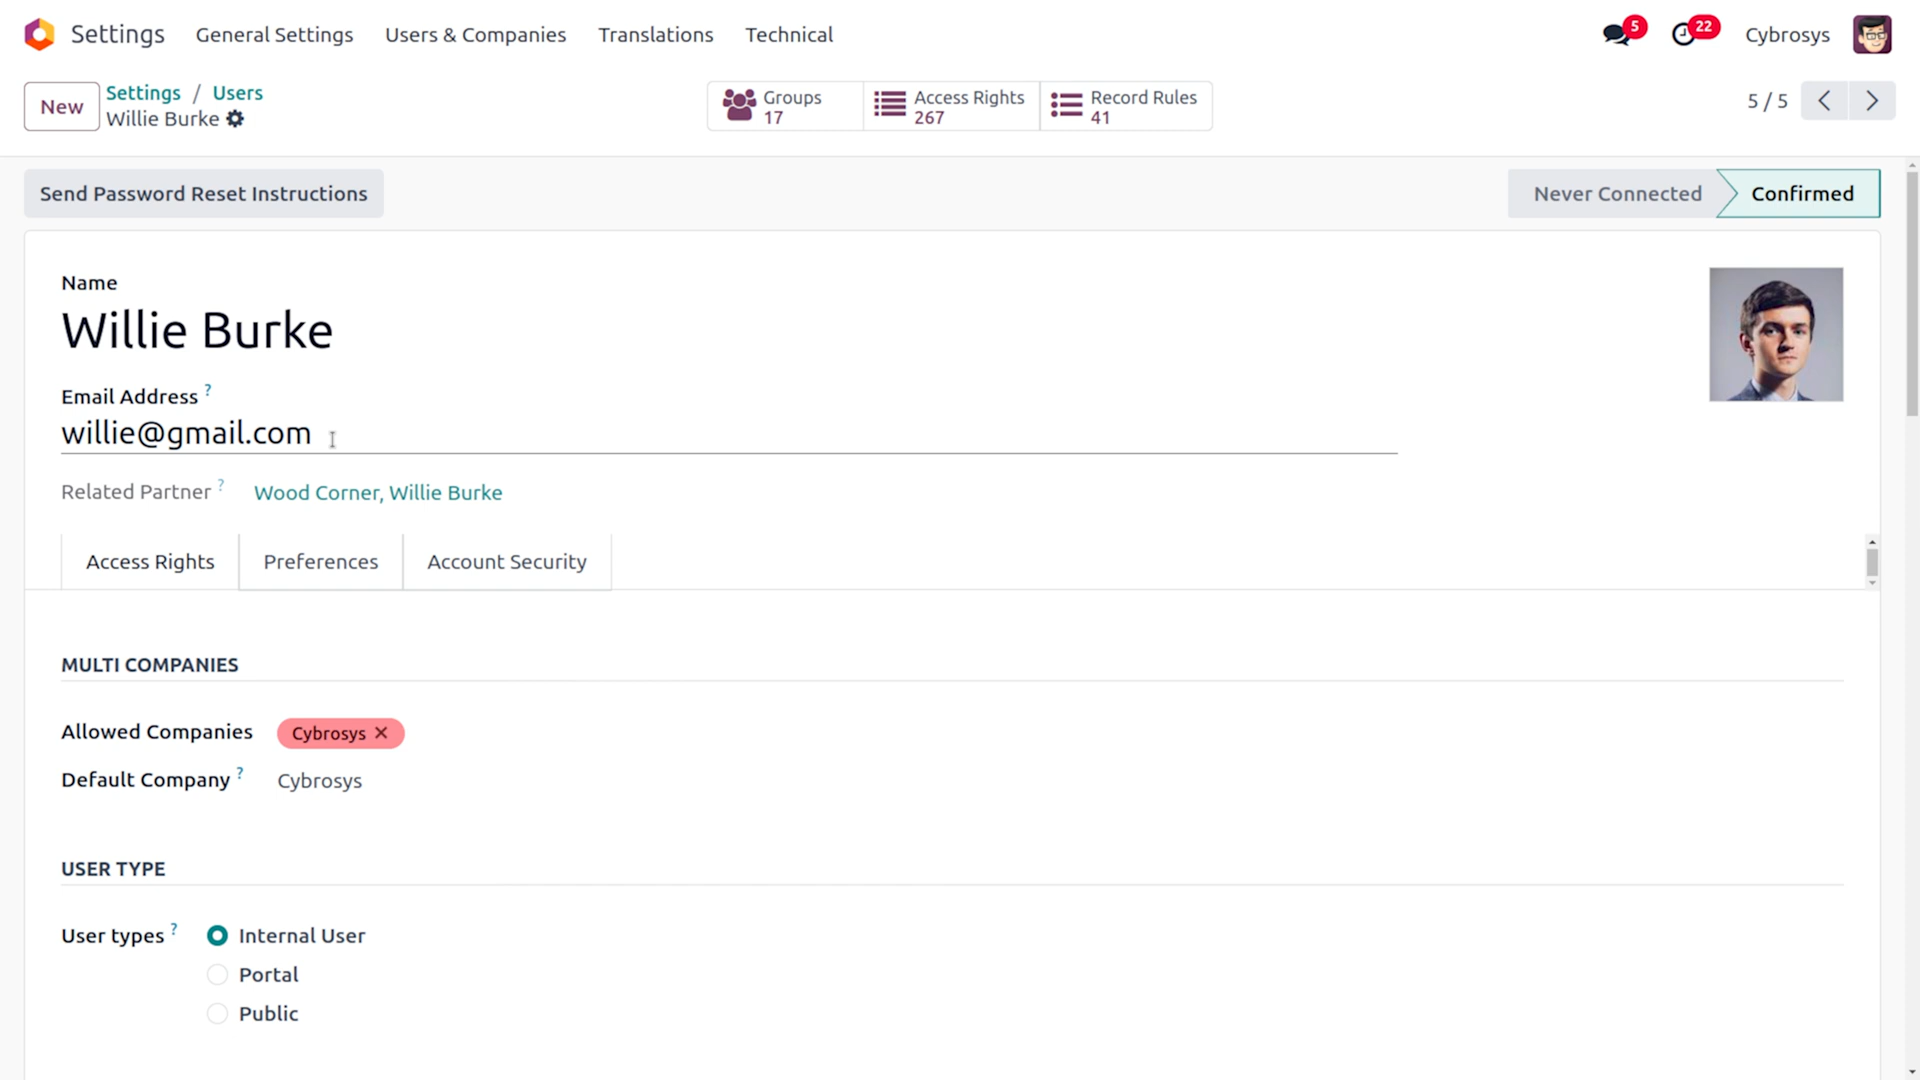 Settings General Settings Users & Companies Translations Technical 5 22 Cybrosys
New Settings / Users Groups Access Rights Record Rules 5 / 5
Willie Burke 17 267 41
Send Password Reset Instructions Never Connected Confirmed
Name
Willie Burke
Email Address ?
willie@gmail.com
Related Partner ? Wood Corner, Willie Burke
Access Rights Preferences Account Security
MULTI COMPANIES
Allowed Companies Cybrosys ×
Default Company ? Cybrosys
USER TYPE
User types ? Internal User
Portal
Public